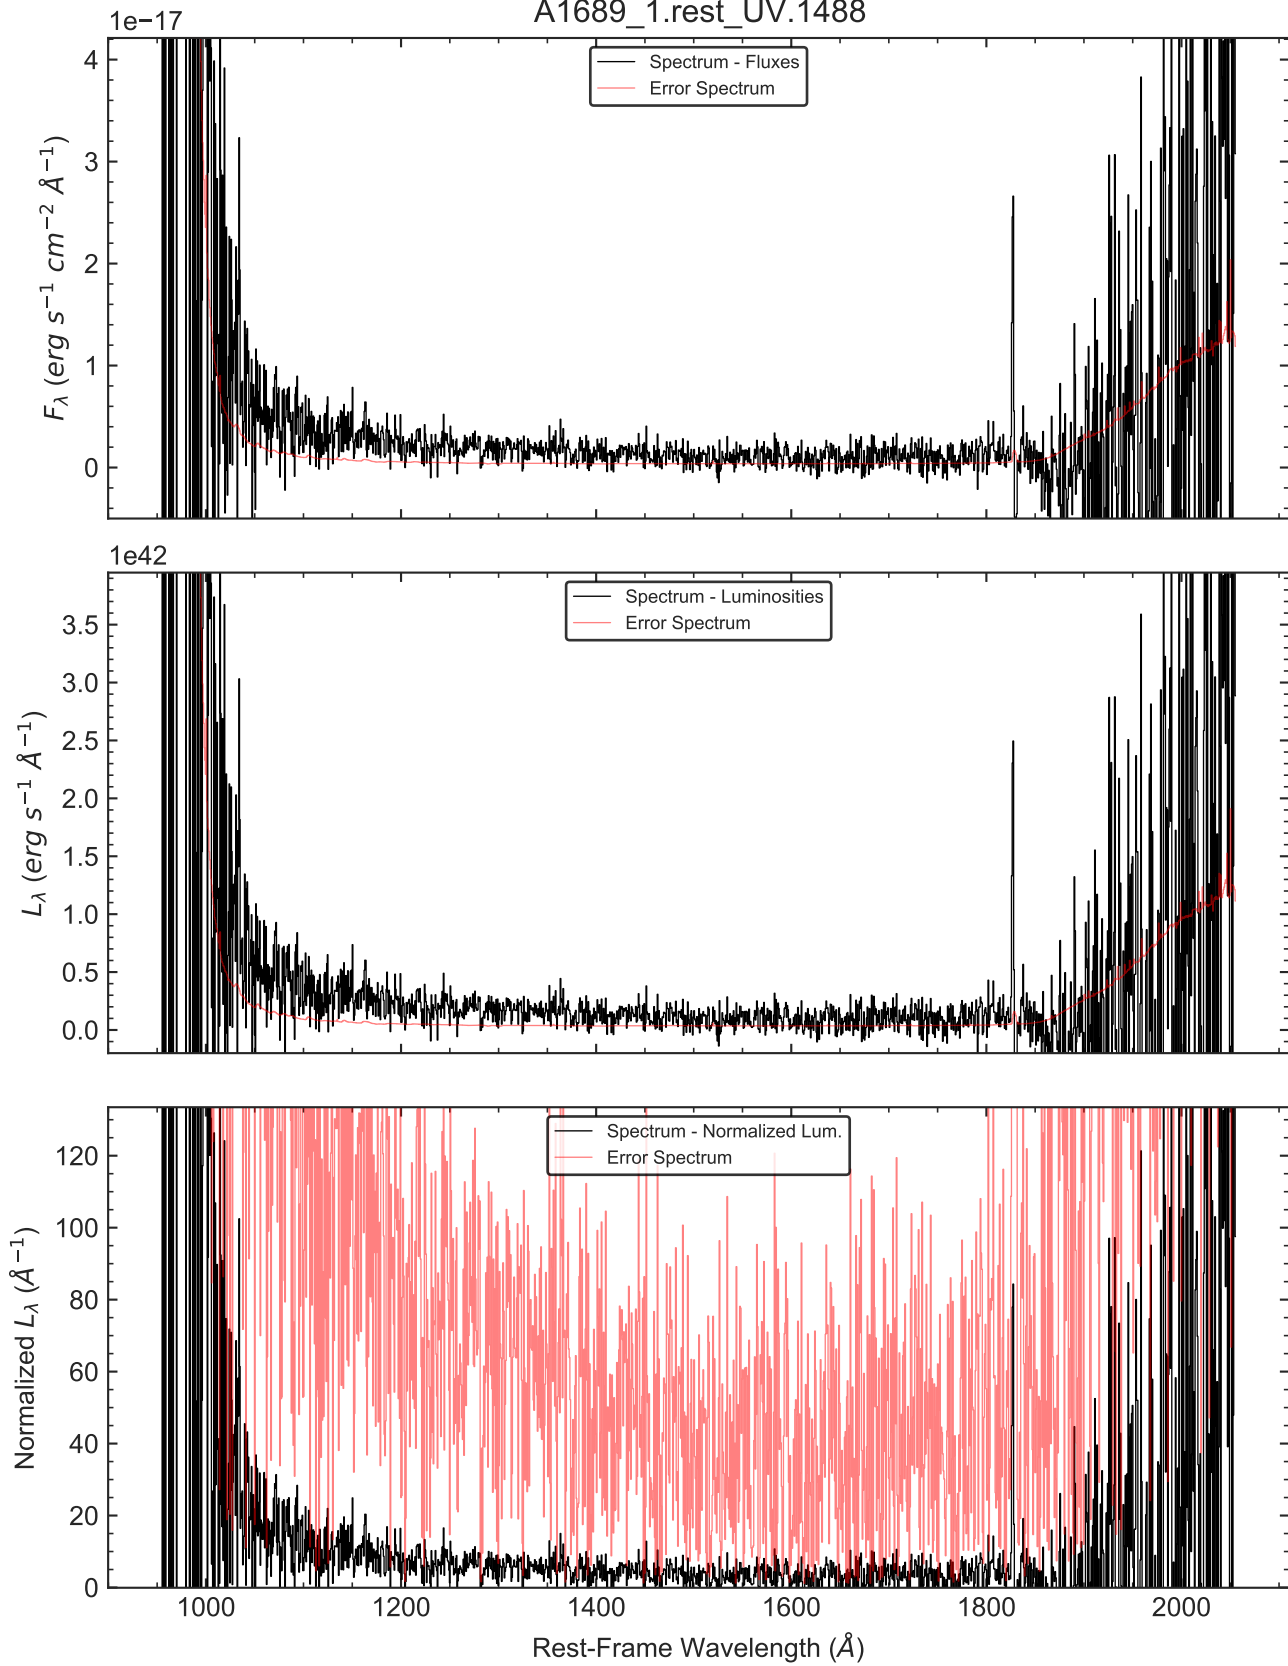 A1689_1.rest_UV.1488
1e−17
Spectrum - Fluxes
Error Spectrum
4
3
2
1
0
F_λ (erg s⁻¹ cm⁻² Å⁻¹)
1e42
Spectrum - Luminosities
Error Spectrum
3.5
3.0
2.5
2.0
1.5
1.0
0.5
0.0
L_λ (erg s⁻¹ Å⁻¹)
Spectrum - Normalized Lum.
Error Spectrum
120
100
80
60
40
20
0
Normalized L_λ (Å⁻¹)
1000 1200 1400 1600 1800 2000
Rest-Frame Wavelength (Å)